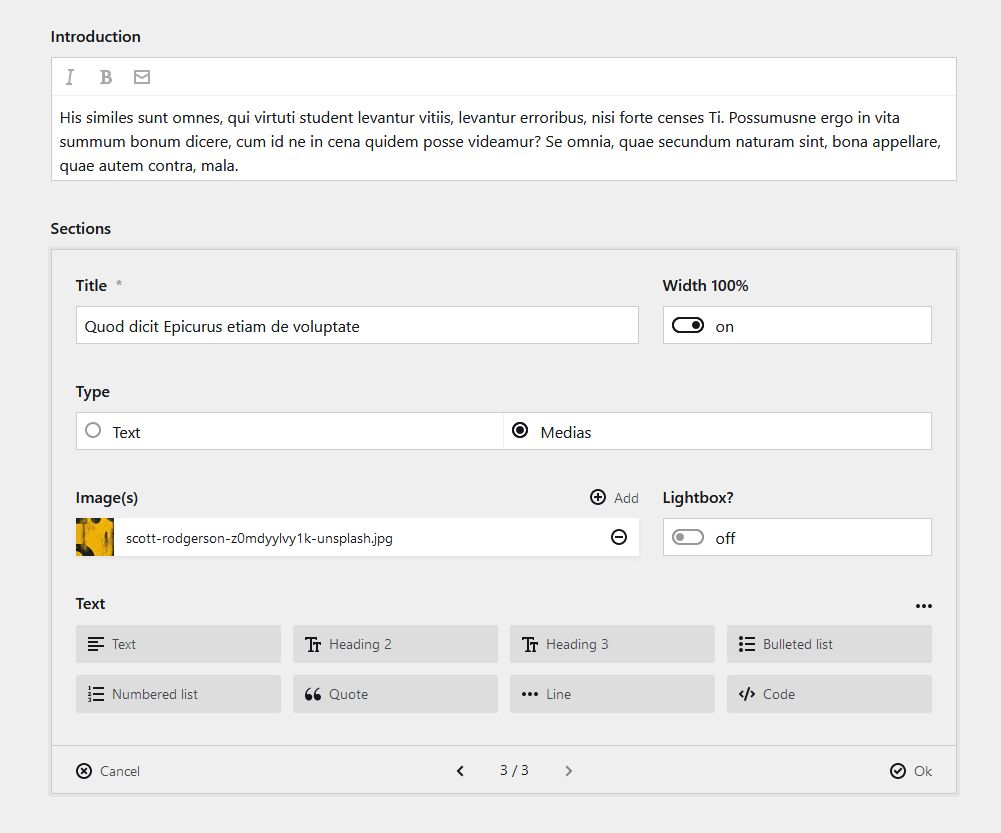 Introduction
I B
His similes sunt omnes, qui virtuti student levantur vitiis, levantur erroribus, nisi forte censes Ti. Possumusne ergo in vita
summum bonum dicere, cum id ne in cena quidem posse videamur? Se omnia, quae secundum naturam sint, bona appellare,
quae autem contra, mala.
Sections
Title * Width 100%
Quod dicit Epicurus etiam de voluptate on
Type
Text Medias
Image(s) Add Lightbox?
scott-rodgerson-z0mdyylvy1k-unsplash.jpg off
Text
Text Heading 2 Heading 3 Bulleted list
Numbered list Quote Line Code
Cancel 3 / 3 Ok